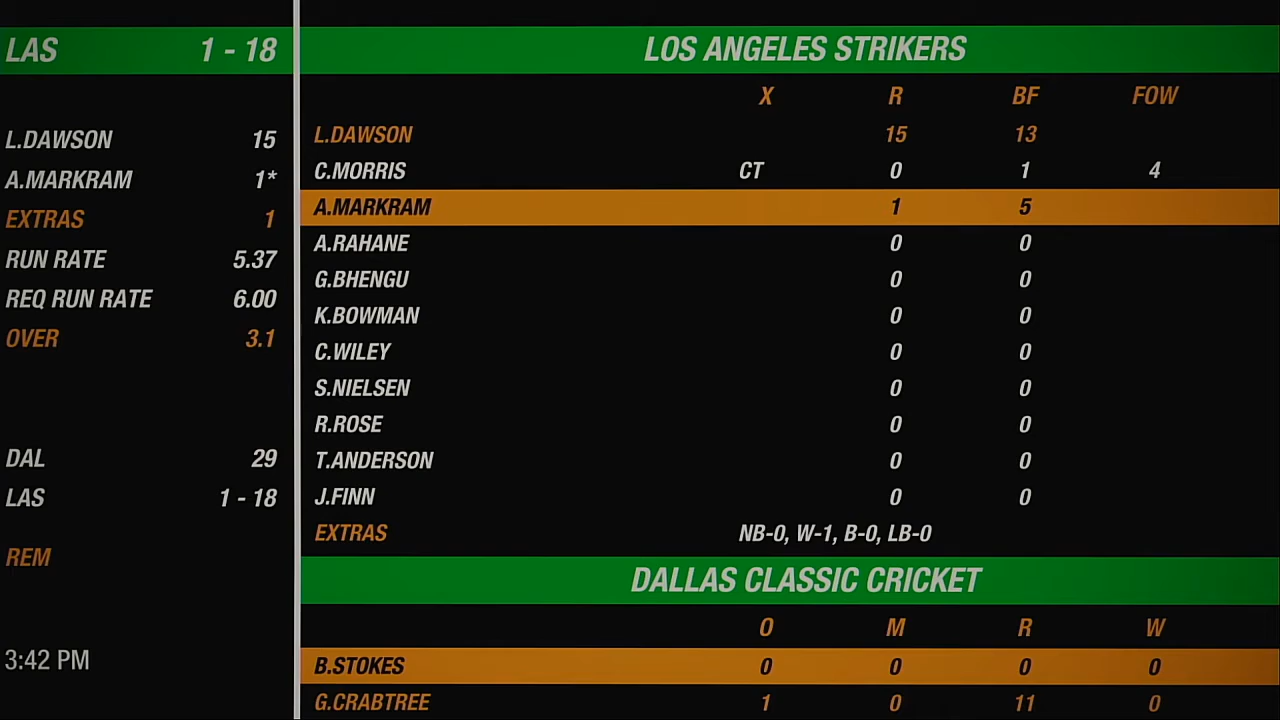 LAS 1 - 18
L.DAWSON 15
A.MARKRAM 1*
EXTRAS 1
RUN RATE 5.37
REQ RUN RATE 6.00
OVER 3.1
DAL 29
LAS 1 - 18
REM
3:42 PM
LOS ANGELES STRIKERS
X R BF FOW
L.DAWSON 15 13
C.MORRIS CT 0 1 4
A.MARKRAM 1 5
A.RAHANE 0 0
G.BHENGU 0 0
K.BOWMAN 0 0
C.WILEY 0 0
S.NIELSEN 0 0
R.ROSE 0 0
T.ANDERSON 0 0
J.FINN 0 0
EXTRAS NB-0, W-1, B-0, LB-0
DALLAS CLASSIC CRICKET
O M R W
B.STOKES 0 0 0 0
G.CRABTREE 1 0 11 0